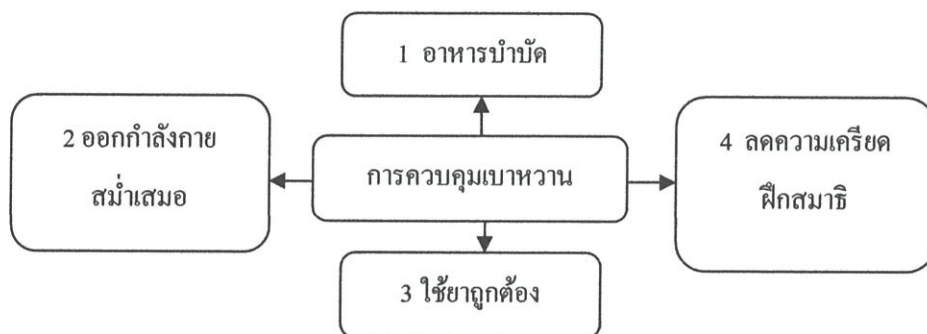 1 อาหารบำบัด
2 ออกกำลังกาย
สม่ำเสมอ
การควบคุมเบาหวาน
4 ลดความเครียด
ฝึกสมาธิ
3 ใช้ยาถูกต้อง